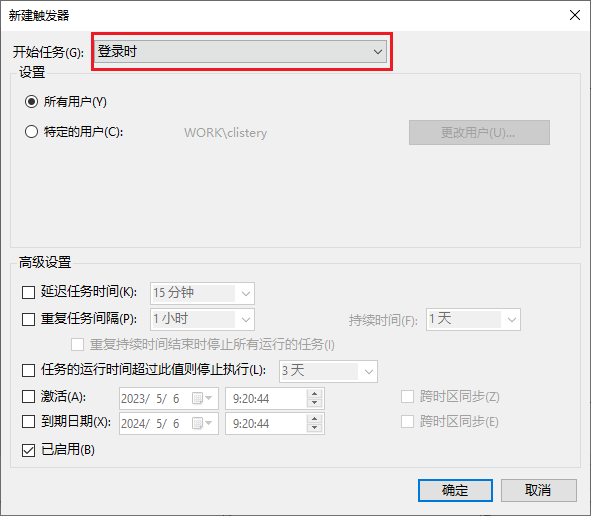 新建触发器
开始任务(G): 登录时
设置
所有用户(Y)
特定的用户(C): WORK\clistery 更改用户(U)...
高级设置
延迟任务时间(K): 15 分钟
重复任务间隔(P): 1 小时 持续时间(F): 1 天
重复持续时间结束时停止所有运行的任务(I)
任务的运行时间超过此值则停止执行(L): 3 天
激活(A): 2023/ 5/ 6 9:20:44 跨时区同步(Z)
到期日期(X): 2024/ 5/ 6 9:20:44 跨时区同步(E)
已启用(B)
确定 取消